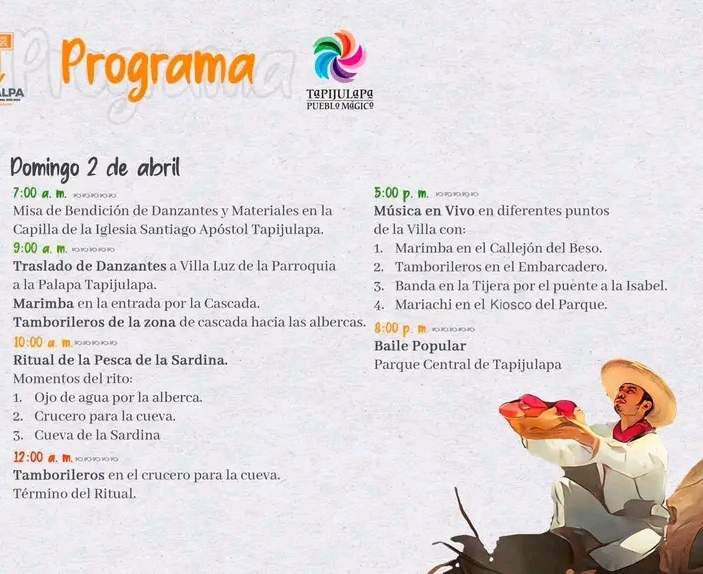 Programa
ALPA
TAPIJULAPA
PUEBLO MÁGICO
Domingo 2 de abril
7:00 a. m.
Misa de Bendición de Danzantes y Materiales en la
Capilla de la Iglesia Santiago Apóstol Tapijulapa.
9:00 a. m.
Traslado de Danzantes a Villa Luz de la Parroquia
a la Palapa Tapijulapa.
Marimba en la entrada por la Cascada.
Tamborileros de la zona de cascada hacia las albercas.
10:00 a. m.
Ritual de la Pesca de la Sardina.
Momentos del rito:
1. Ojo de agua por la alberca.
2. Crucero para la cueva.
3. Cueva de la Sardina
12:00 a. m.
Tamborileros en el crucero para la cueva.
Término del Ritual.
5:00 p. m.
Música en Vivo en diferentes puntos
de la Villa con:
1. Marimba en el Callejón del Beso.
2. Tamborileros en el Embarcadero.
3. Banda en la Tijera por el puente a la Isabel.
4. Mariachi en el Kiosco del Parque.
8:00 p. m.
Baile Popular
Parque Central de Tapijulapa